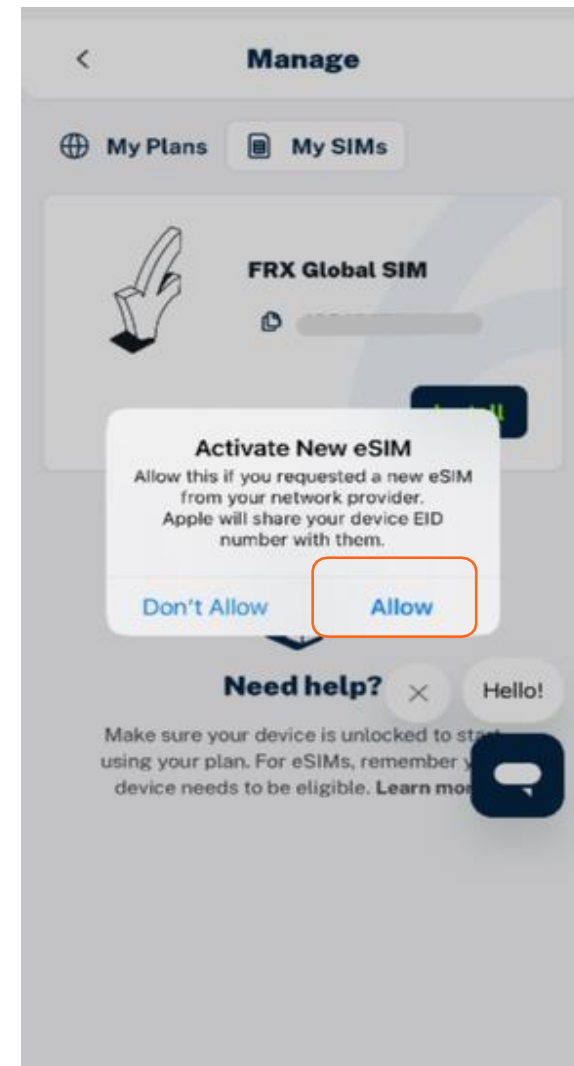 Manage
My Plans
My SIMs
FRX Global SIM
Activate New eSIM
Allow this if you requested a new eSIM
from your network provider.
Apple will share your device EID
number with them.
Don't Allow
Allow
Need help?
Hello!
Make sure your device is unlocked to
using your plan. For eSIMs, remember
device needs to be eligible. Learn